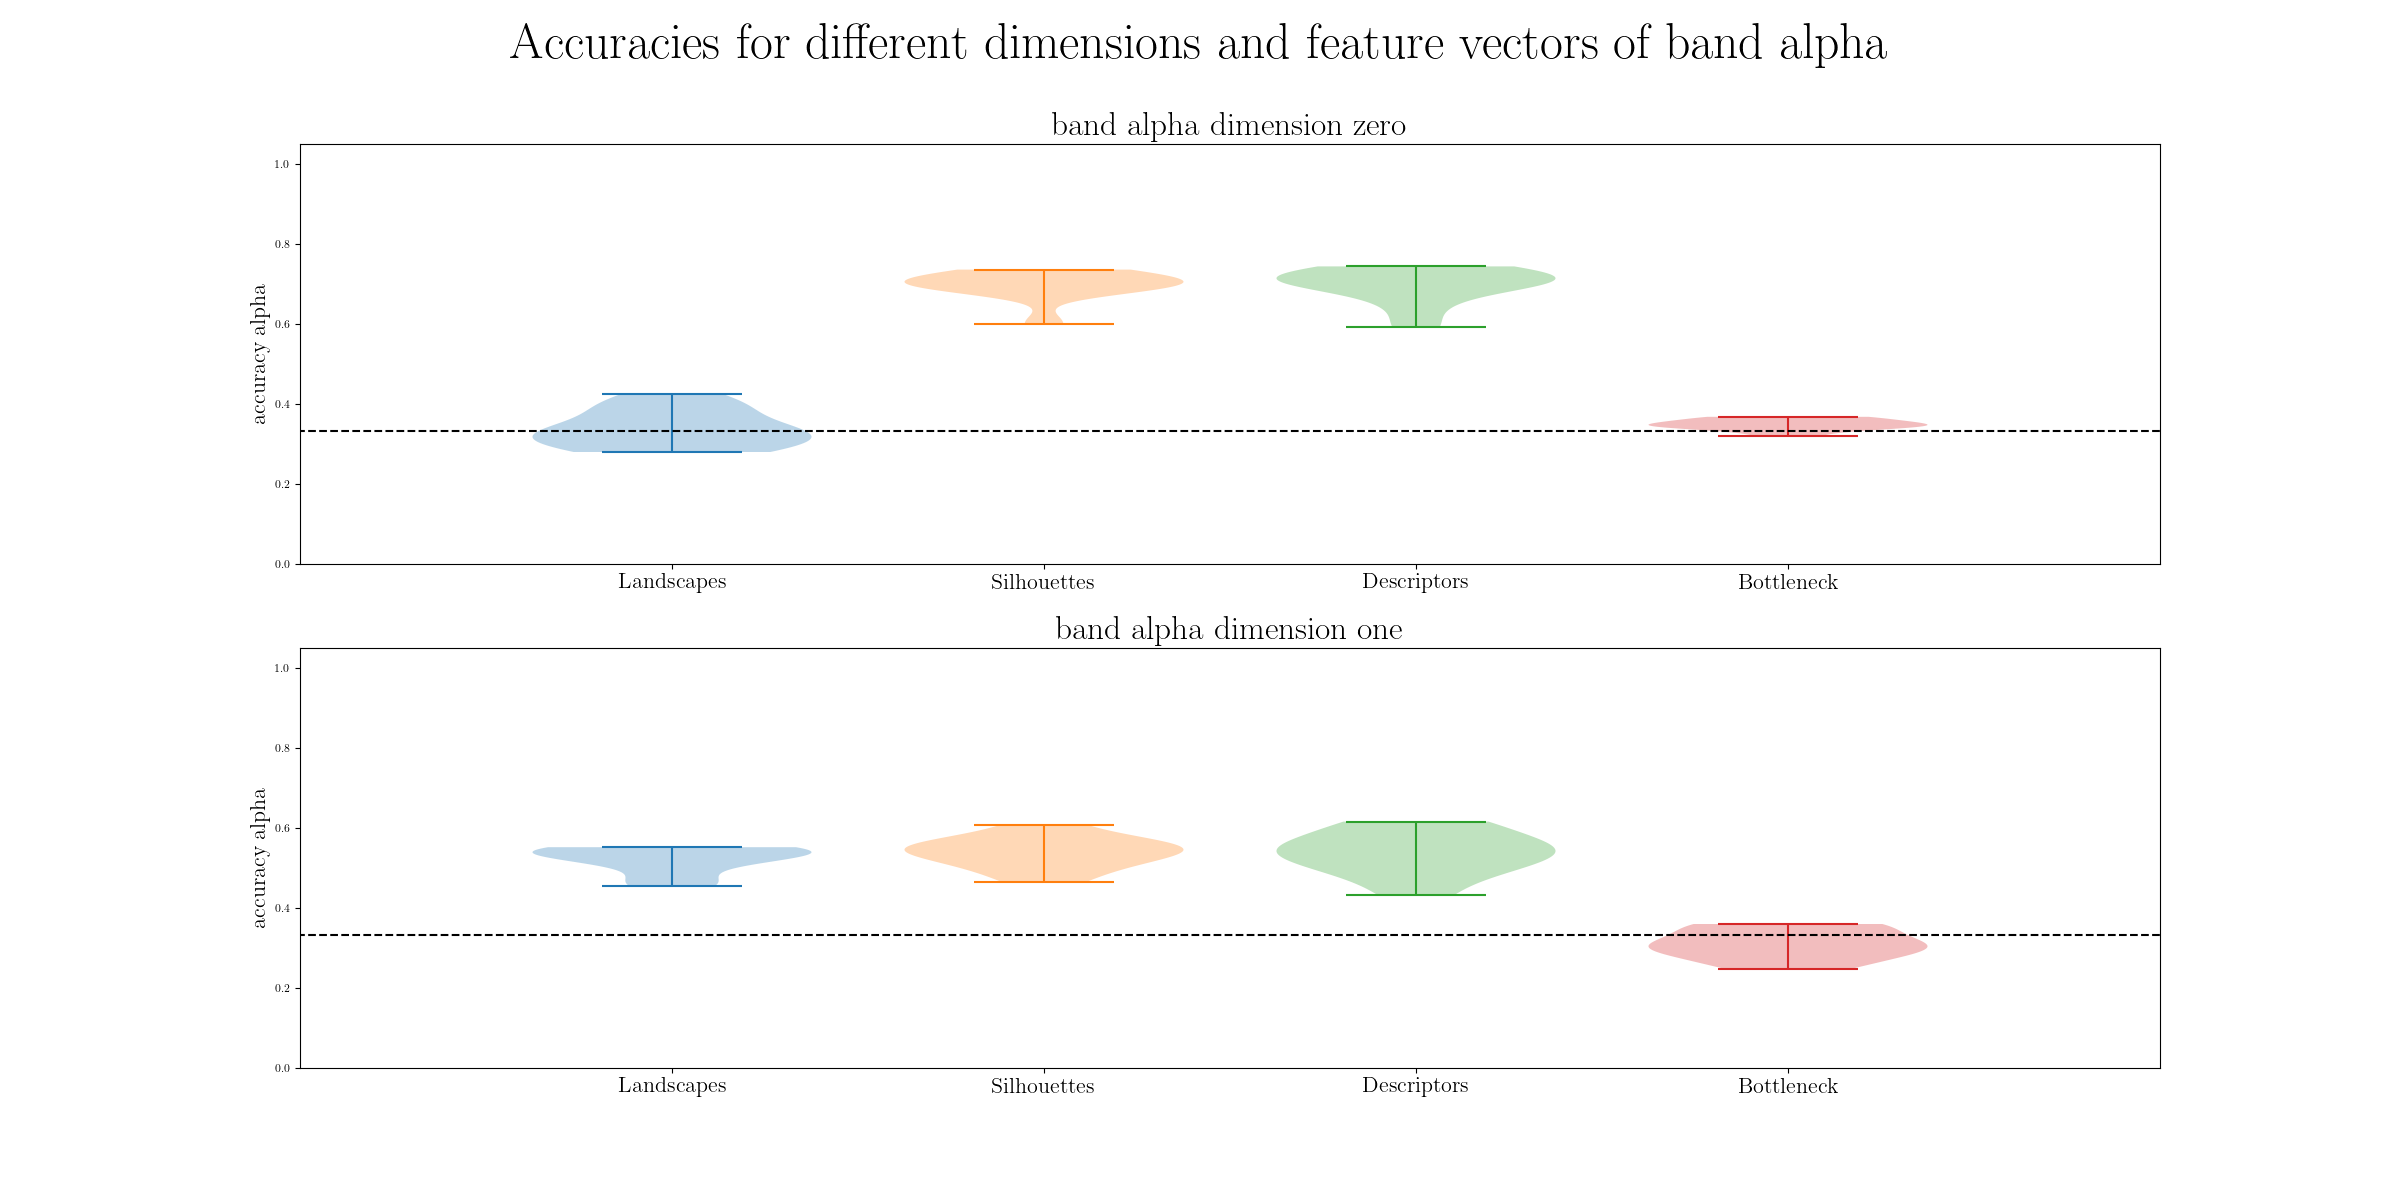 Accuracies for different dimensions and feature vectors of band alpha
band alpha dimension zero
accuracy alpha
1.0
0.8
0.6
0.4
0.2
0.0
Landscapes Silhouettes Descriptors Bottleneck
band alpha dimension one
accuracy alpha
1.0
0.8
0.6
0.4
0.2
0.0
Landscapes Silhouettes Descriptors Bottleneck